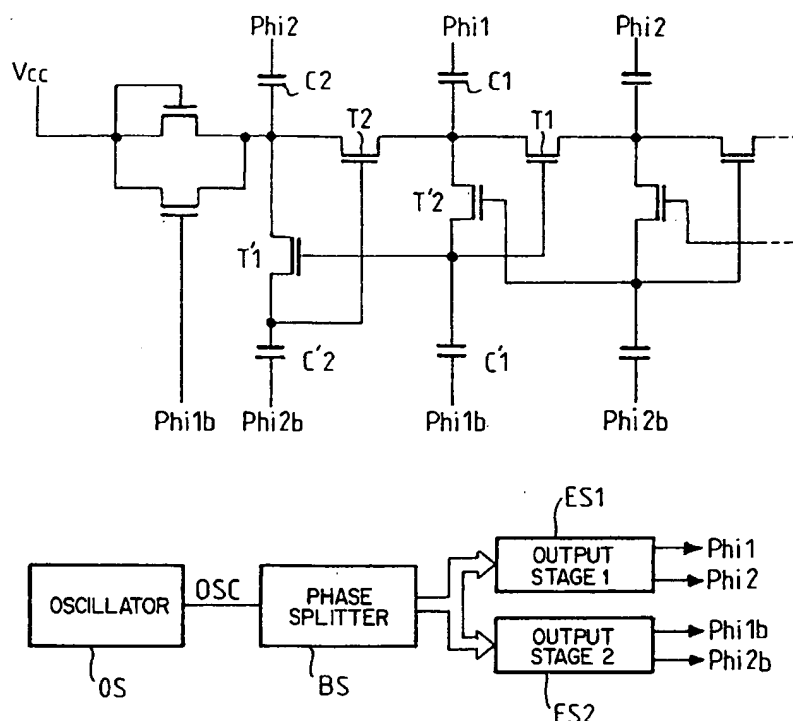 Phi2 Phi1 Phi2
Vcc
C2 C1
T2 T1
T'2
T'1
C'2 C'1
Phi1b Phi2b Phi1b Phi2b
ES1
OUTPUT
STAGE 1
Phi1
Phi2
OSCILLATOR
OSC
PHASE
SPLITTER
OUTPUT
STAGE 2
Phi1b
Phi2b
OS
BS
ES2